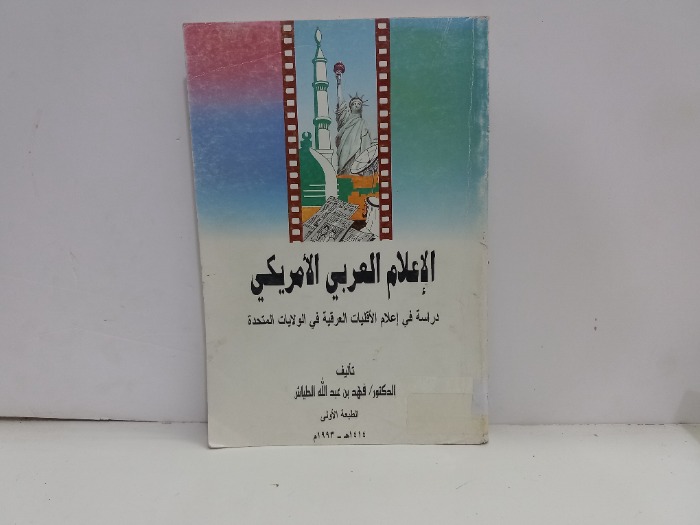 الإعلام العربي الأمريكي
دراسة في إعلام الأقليات العرقية في الولايات المتحدة
تأليف
الدكتور/ فهد بن عبد الله الطياش
الطبعة الأولى
١٤١٤هـ - ١٩٩٣م